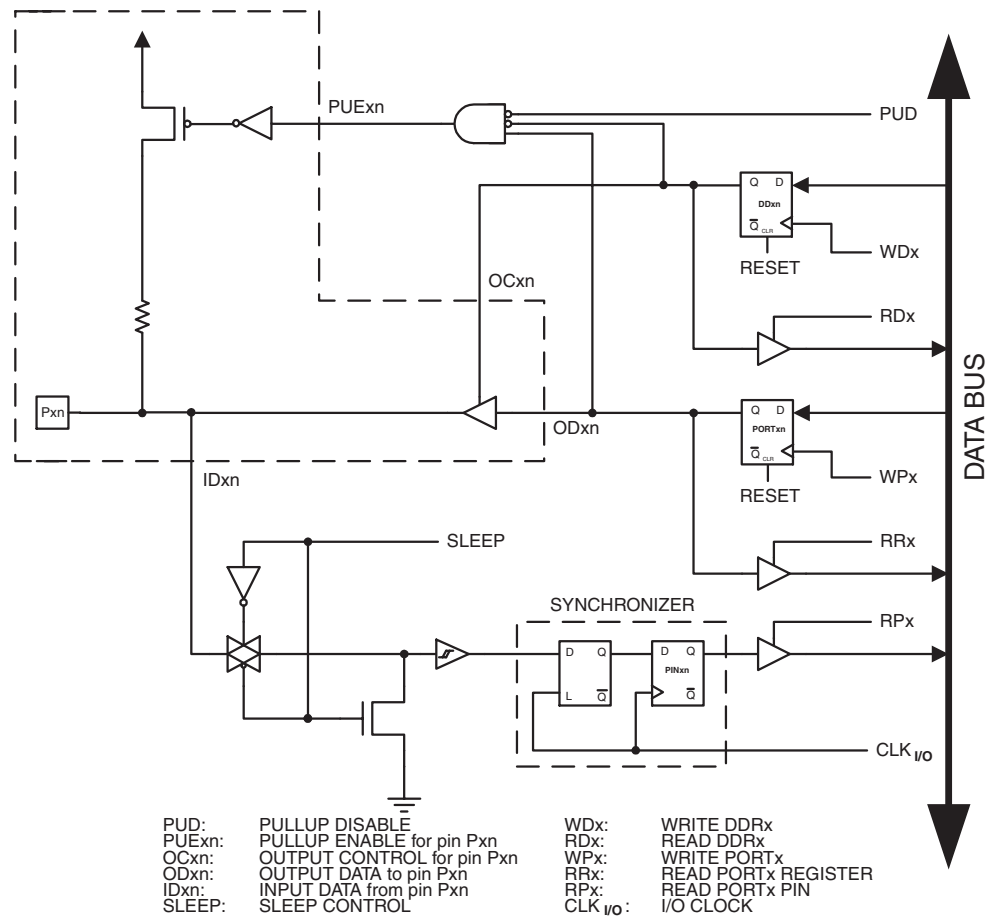 PUExn
PUD
Q D
DDxn
Q CLR
WDx
RESET
OCxn
RDx
Pxn
ODxn
Q D
PORTxn
Q CLR
WPx
RESET
IDxn
DATA BUS
SLEEP
RRx
SYNCHRONIZER
RPx
D Q
L Q
D Q
PINxn
Q
CLK I/O
PUD: PULLUP DISABLE
PUExn: PULLUP ENABLE for pin Pxn
OCxn: OUTPUT CONTROL for pin Pxn
ODxn: OUTPUT DATA to pin Pxn
IDxn: INPUT DATA from pin Pxn
SLEEP: SLEEP CONTROL
WDx: WRITE DDRx
RDx: READ DDRx
WPx: WRITE PORTx
RRx: READ PORTx REGISTER
RPx: READ PORTx PIN
CLK I/O: I/O CLOCK